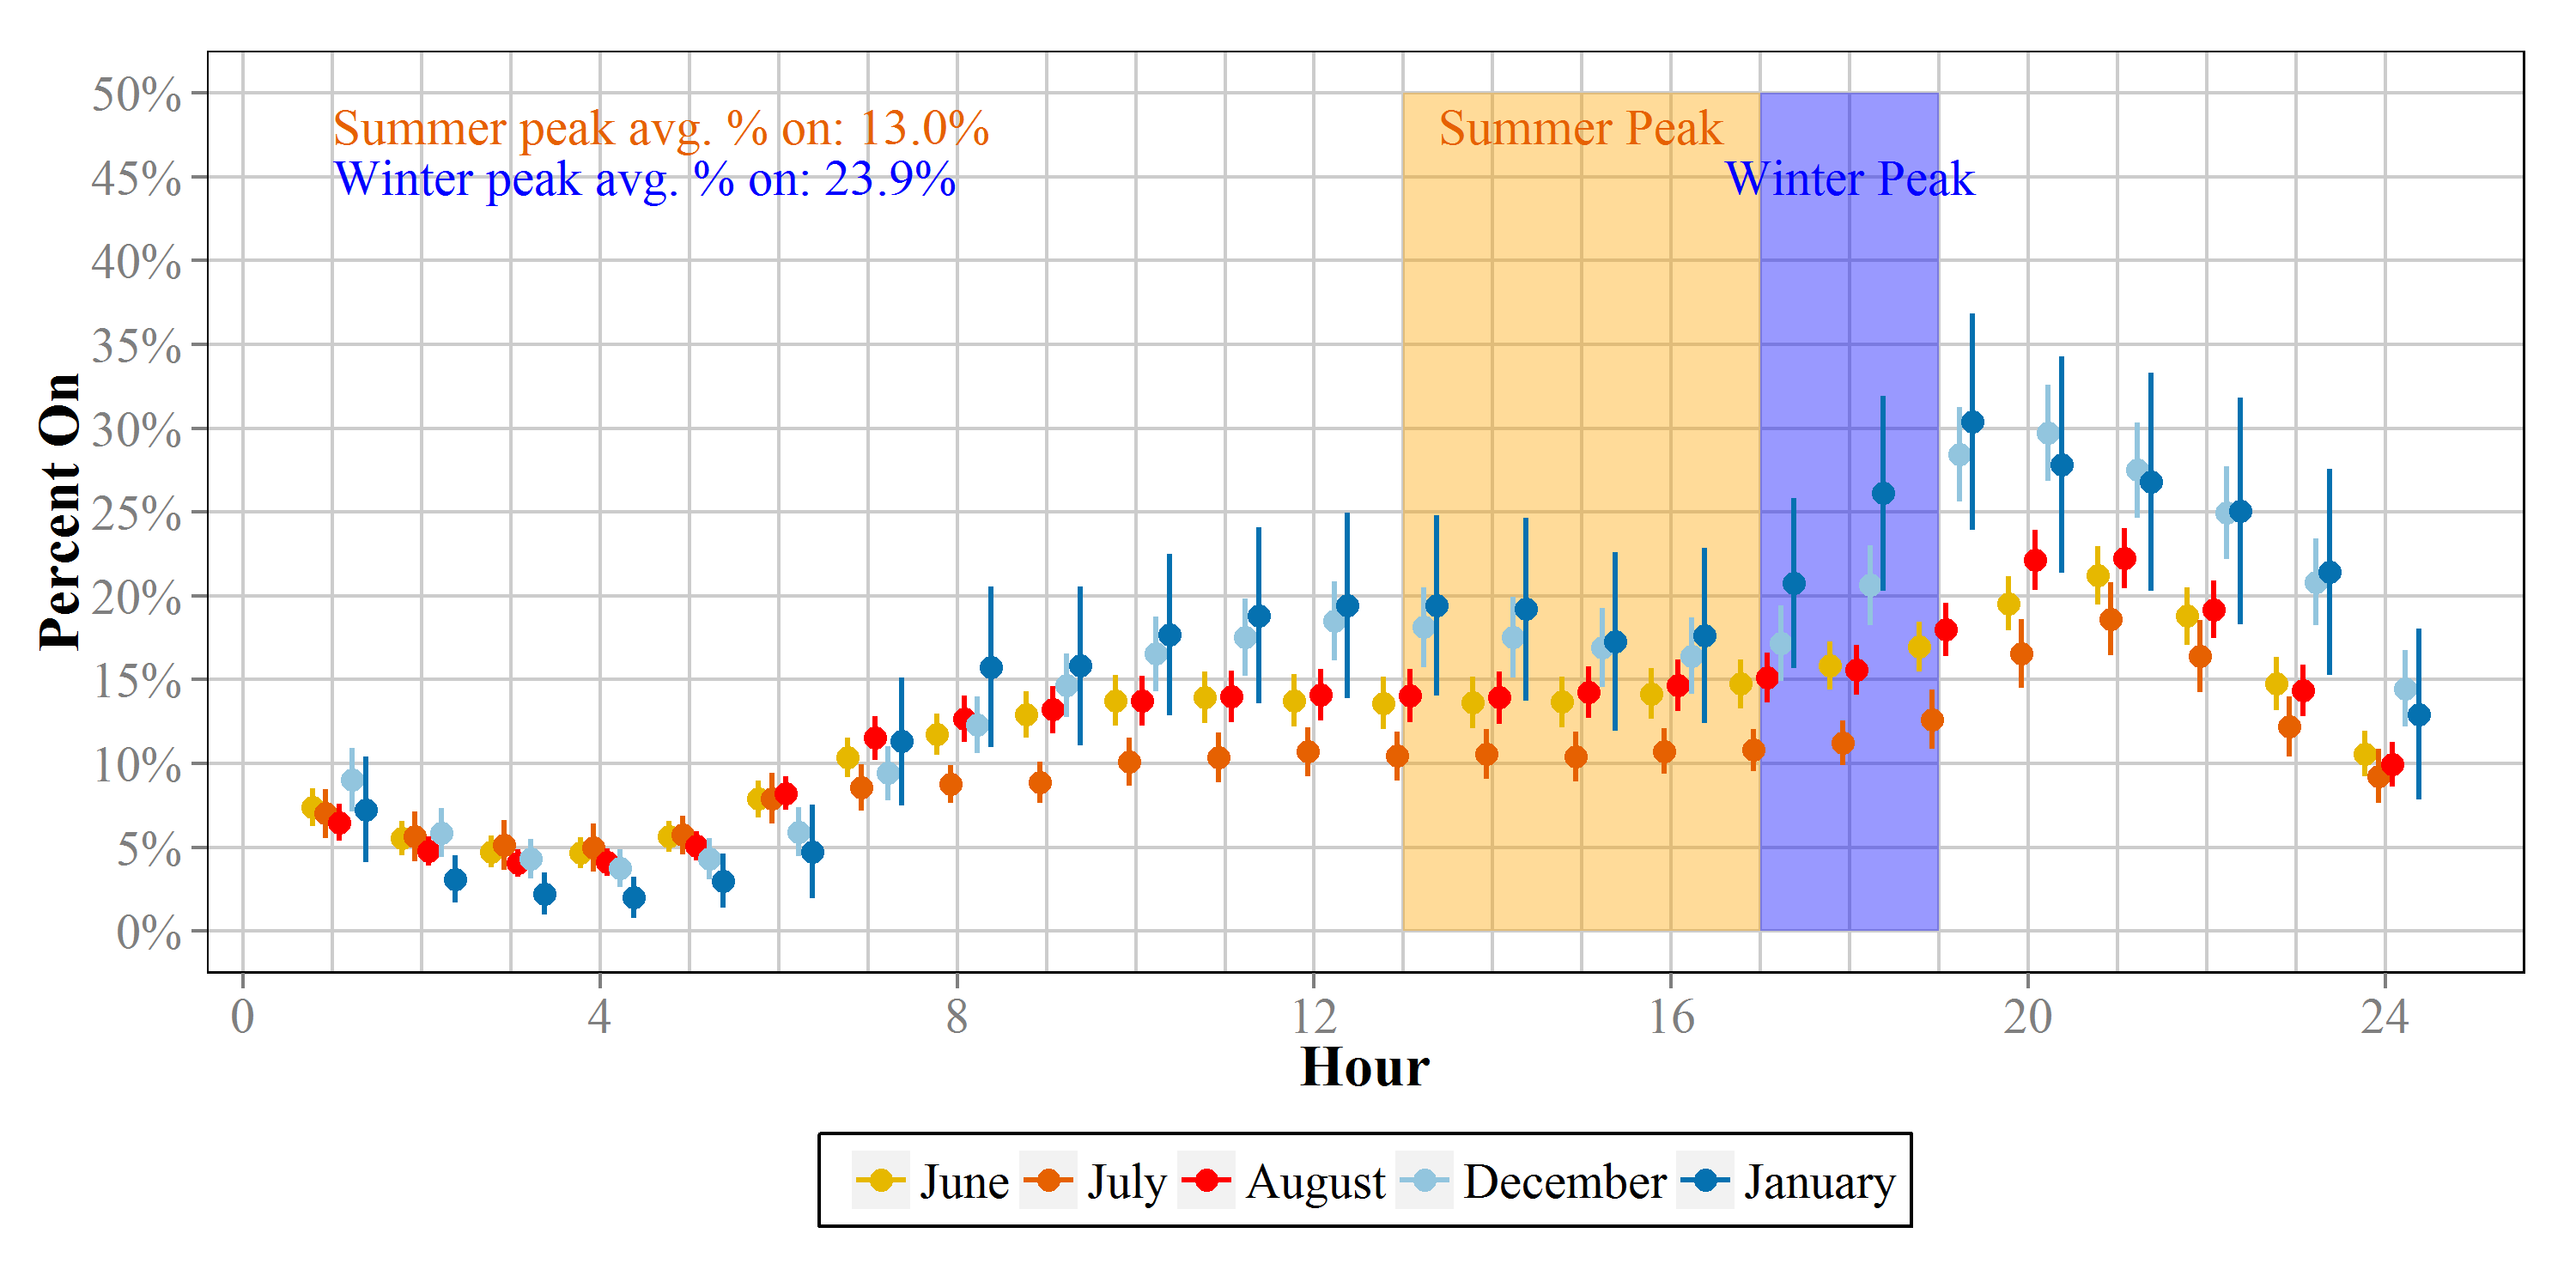 50%
Summer peak avg. % on: 13.0%
Summer Peak
45%
Winter peak avg. % on: 23.9%
Winter Peak
40%
35%
30%
25%
20%
15%
10%
5%
0%
Percent On
0 4 8 12 16 20 24
Hour
June July August December January